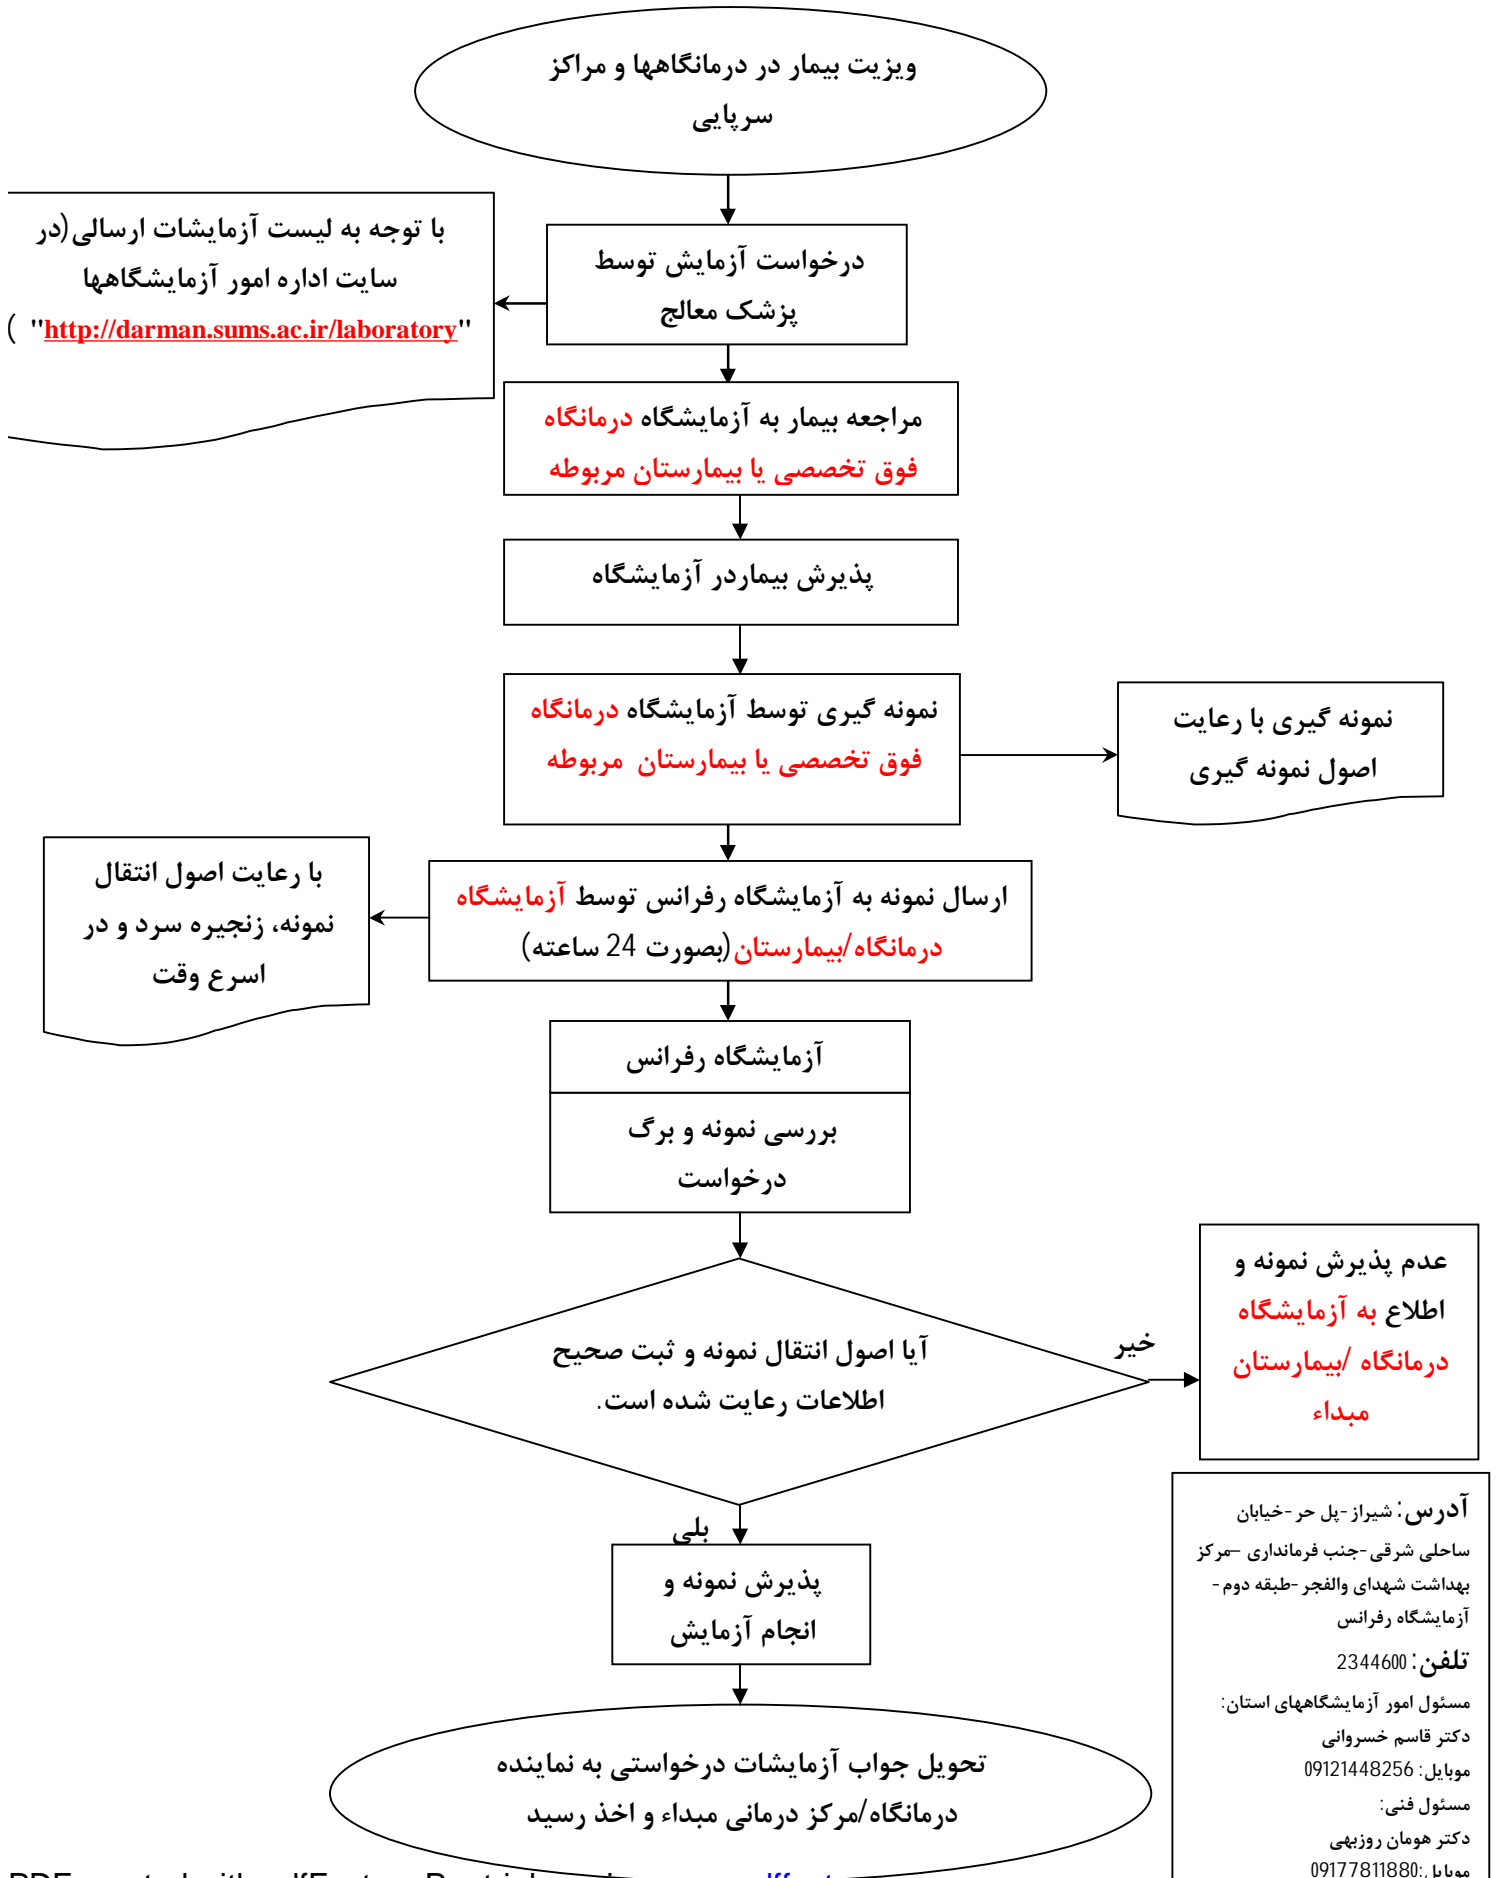 ویزیت بیمار در درمانگاهها و مراکز
سرپایی
با توجه به لیست آزمایشات ارسالی(در
سایت اداره امور آزمایشگاهها
"http://darman.sums.ac.ir/laboratory" )
درخواست آزمایش توسط
پزشک معالج
مراجعه بیمار به آزمایشگاه درمانگاه
فوق تخصصی یا بیمارستان مربوطه
پذیرش بیماردر آزمایشگاه
نمونه گیری توسط آزمایشگاه درمانگاه
فوق تخصصی یا بیمارستان مربوطه
نمونه گیری با رعایت
اصول نمونه گیری
ارسال نمونه به آزمایشگاه رفرانس توسط آزمایشگاه
درمانگاه/بیمارستان(بصورت 24 ساعته)
با رعایت اصول انتقال
نمونه، زنجیره سرد و در
اسرع وقت
آزمایشگاه رفرانس
بررسی نمونه و برگ
درخواست
آیا اصول انتقال نمونه و ثبت صحیح
اطلاعات رعایت شده است.
خیر
عدم پذیرش نمونه و
اطلاع به آزمایشگاه
درمانگاه /بیمارستان
مبداء
بلی
پذیرش نمونه و
انجام آزمایش
تحویل جواب آزمایشات درخواستی به نماینده
درمانگاه/مرکز درمانی مبداء و اخذ رسید
آدرس: شیراز-پل حر-خیابان
ساحلی شرقی-جنب فرمانداری –مرکز
بهداشت شهدای والفجر-طبقه دوم-
آزمایشگاه رفرانس
تلفن: 2344600
مسئول امور آزمایشگاههای استان:
دکتر قاسم خسروانی
موبایل: 09121448256
مسئول فنی:
دکتر هومان روزبهی
موبایل:09177811880